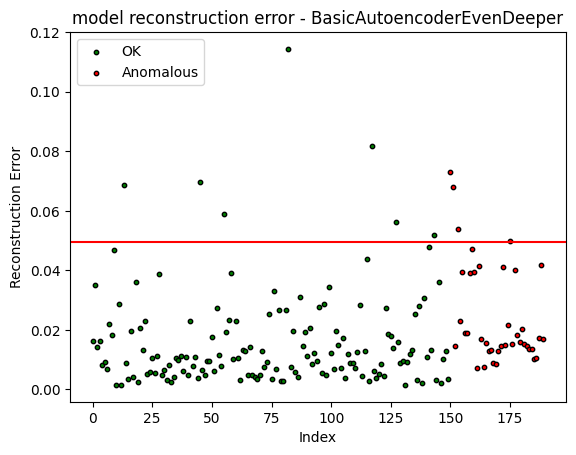 model reconstruction error - BasicAutoencoderEvenDeeper
0.12
OK
Anomalous
0.10
0.08
0.06
0.04
0.02
0.00
Reconstruction Error
0 25 50 75 100 125 150 175
Index